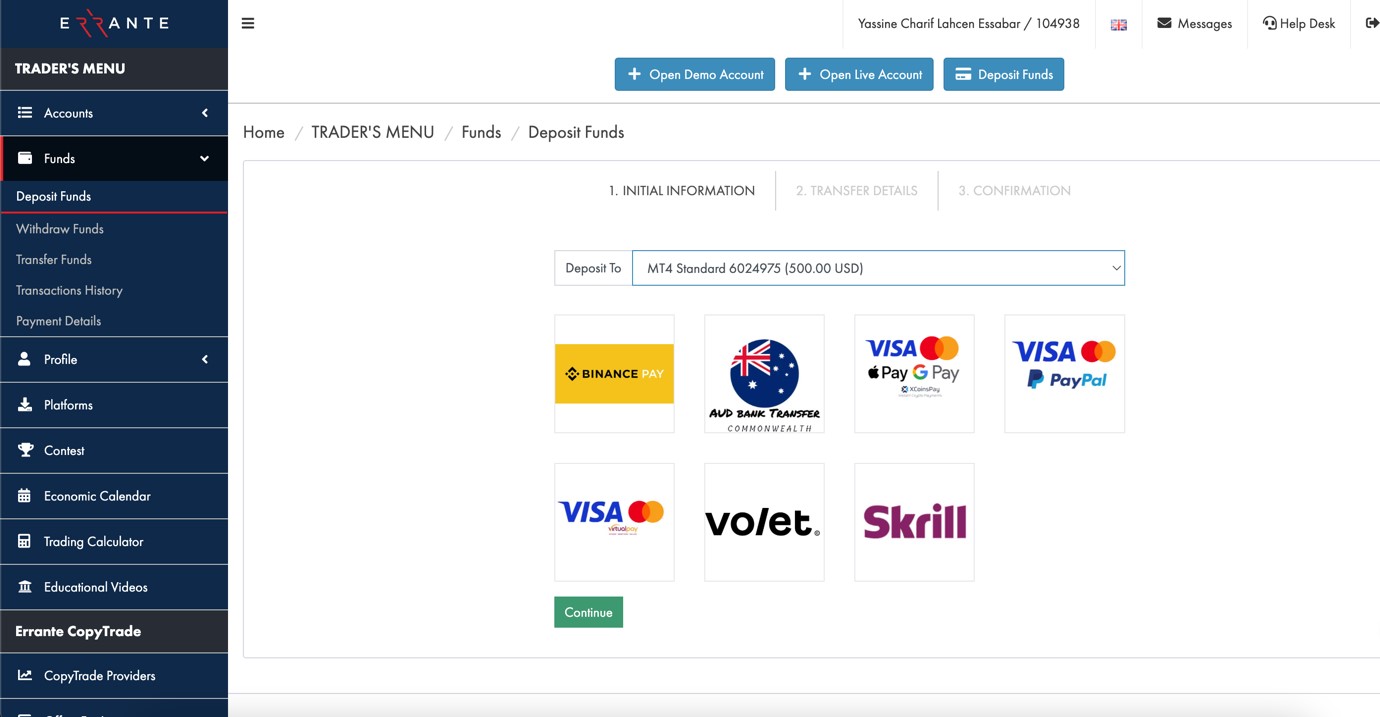 ERRANTE
Yassine Charif Lahcen Essabar / 104938
Messages
Help Desk
TRADER'S MENU
Open Demo Account
Open Live Account
Deposit Funds
Accounts
Home / TRADER'S MENU / Funds / Deposit Funds
Funds
Deposit Funds
Withdraw Funds
Transfer Funds
Transactions History
Payment Details
Profile
Platforms
Contest
Economic Calendar
Trading Calculator
Educational Videos
Errante CopyTrade
CopyTrade Providers
1. INITIAL INFORMATION
2. TRANSFER DETAILS
3. CONFIRMATION
Deposit To
MT4 Standard 6024975 (500.00 USD)
BINANCE PAY
AUD BANK TRANSFER
COMMONWEALTH
VISA
Pay G Pay
XCoinsPay
VISA
PayPal
VISA
virtualpay
volet.
Skrill
Continue